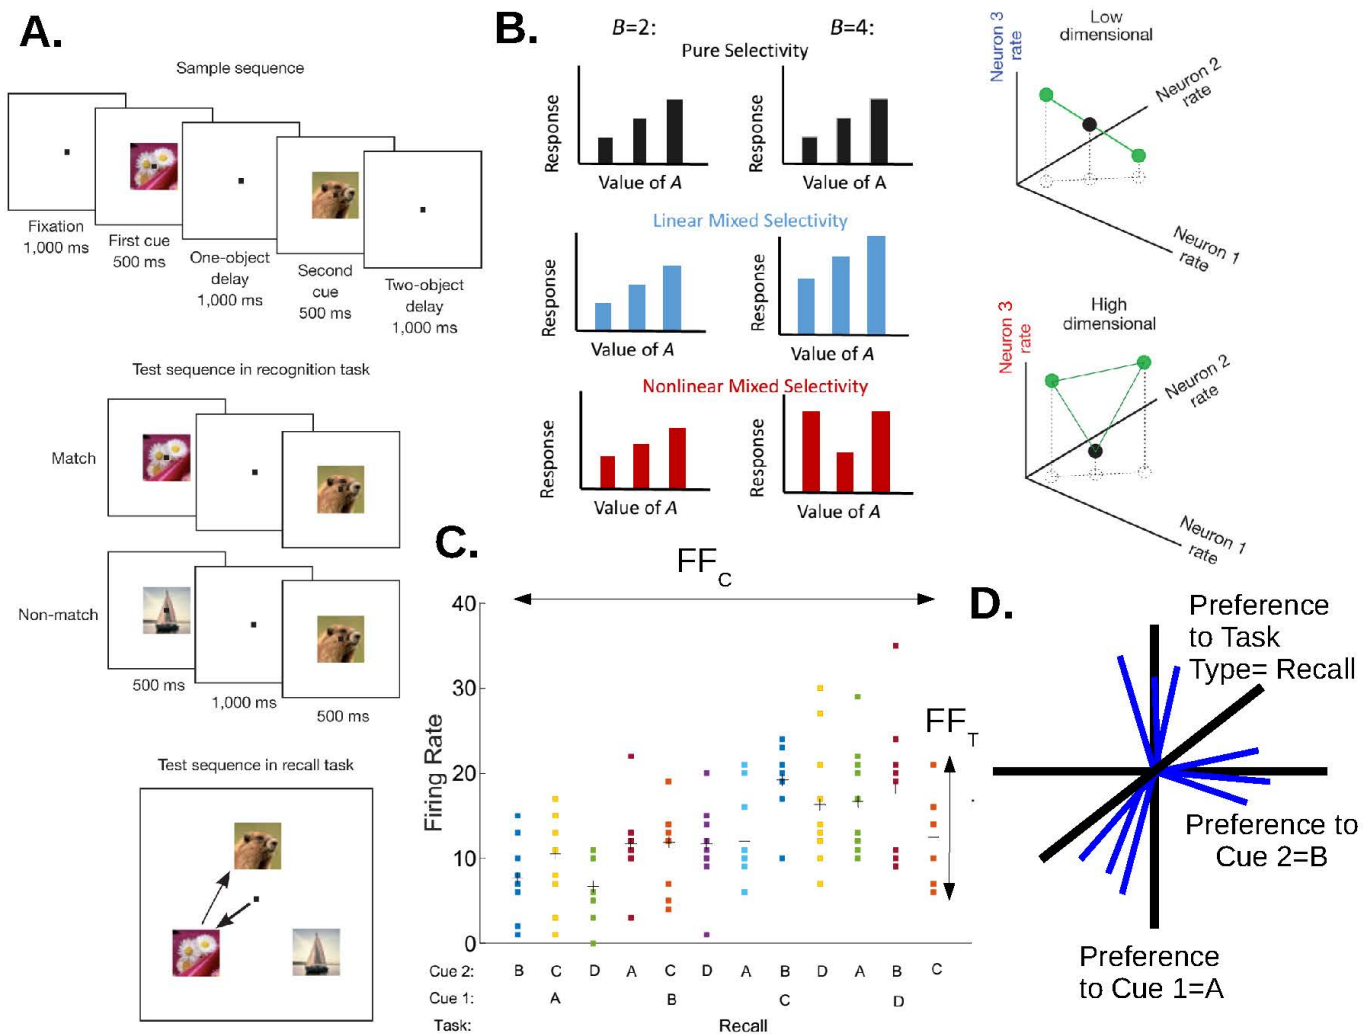 A.
Sample sequence
Fixation
1,000 ms
First cue
500 ms
One-object
delay
1,000 ms
Second
cue
500 ms
Two-object
delay
1,000 ms
Test sequence in recognition task
Match
Non-match
500 ms
1,000 ms
500 ms
Test sequence in recall task
B.
B=2:
B=4:
Pure Selectivity
Response
Value of A
Response
Value of A
Linear Mixed Selectivity
Response
Value of A
Response
Value of A
Nonlinear Mixed Selectivity
Response
Value of A
Response
Value of A
Low
dimensional
Neuron 3
rate
Neuron 2
rate
Neuron 1
rate
High
dimensional
Neuron 3
rate
Neuron 2
rate
Neuron 1
rate
C.
FFC
FFT
Firing Rate
40
30
20
10
0
Cue 2: B C D A C D A B D A B C
Cue 1: A B C D
Task: Recall
D.
Preference
to Task
Type= Recall
Preference to
Cue 2=B
Preference
to Cue 1=A